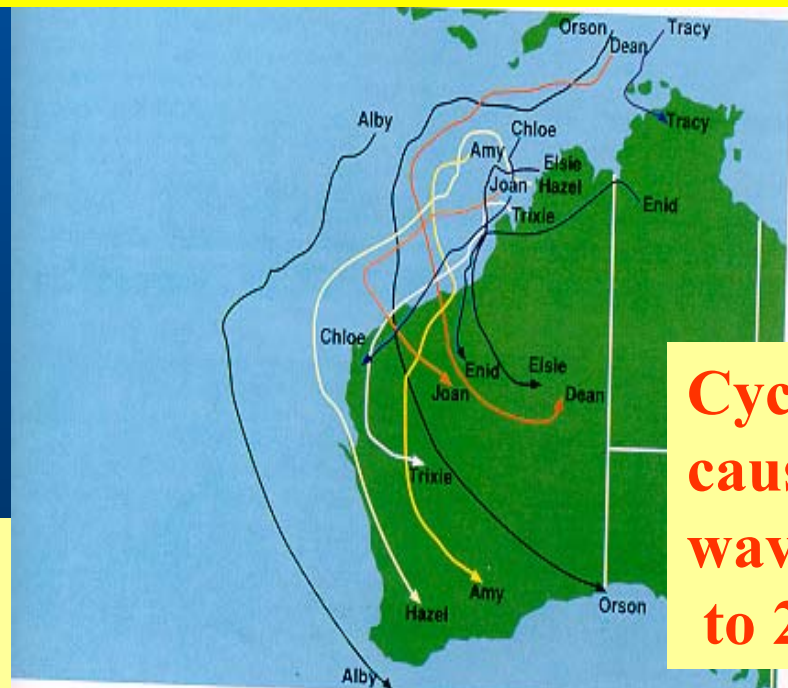 Orson
Tracy
Dean
Alby
Tracy
Chloe
Amy
Elsie
Joan Hazel
Enid
Trixie
Chloe
Enid
Elsie
Joan
Dean
Trixie
Amy
Hazel
Orson
Alby
Cyc
caus
wav
to 2